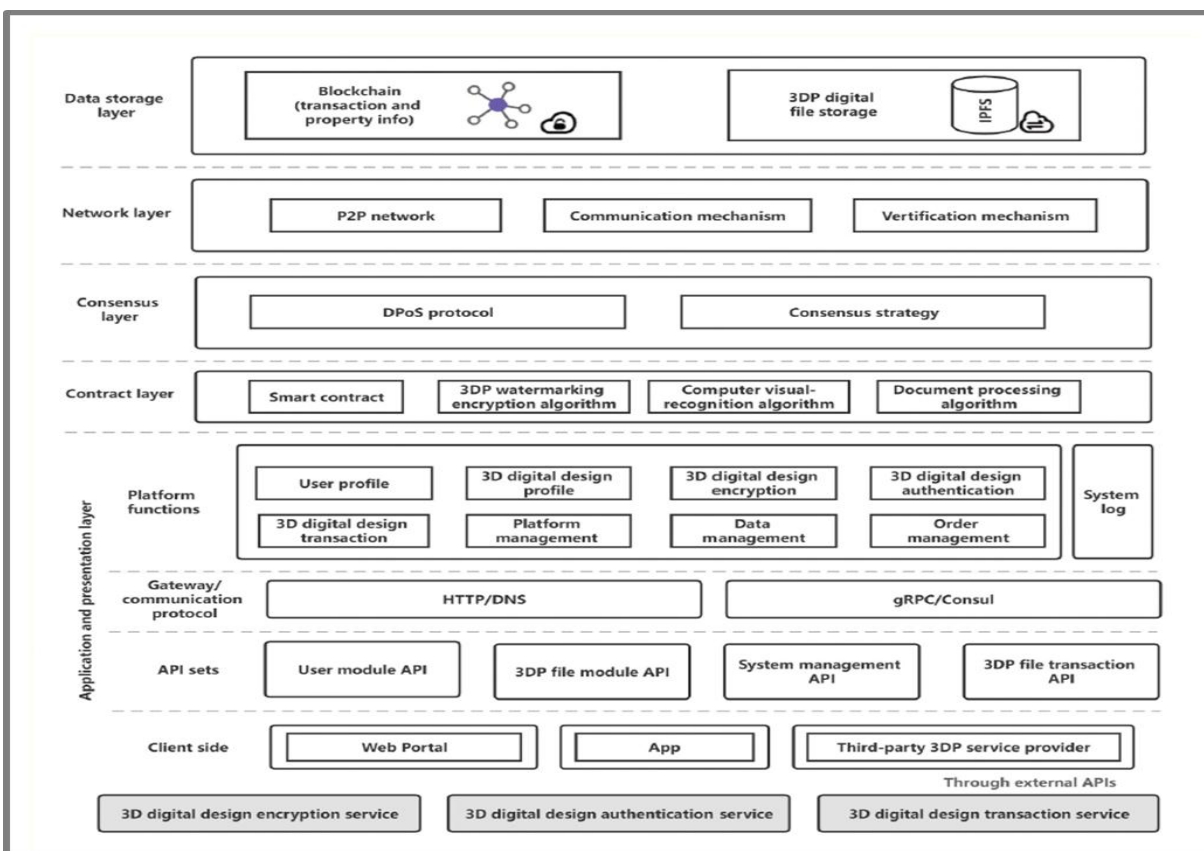 Data storage
layer
Blockchain
(transaction and
property info)
3DP digital
file storage
IPFS
Network layer
P2P network
Communication mechanism
Vertification mechanism
Consensus
layer
DPoS protocol
Consensus strategy
Contract layer
Smart contract
3DP watermarking
encryption algorithm
Computer visual-
recognition algorithm
Document processing
algorithm
Application and presentation layer
Platform
functions
User profile
3D digital design
profile
3D digital design
encryption
3D digital design
authentication
3D digital design
transaction
Platform
management
Data
management
Order
management
System
log
Gateway/
communication
protocol
HTTP/DNS
gRPC/Consul
API sets
User module API
3DP file module API
System management
API
3DP file transaction
API
Client side
Web Portal
App
Third-party 3DP service provider
Through external APIs
3D digital design encryption service
3D digital design authentication service
3D digital design transaction service